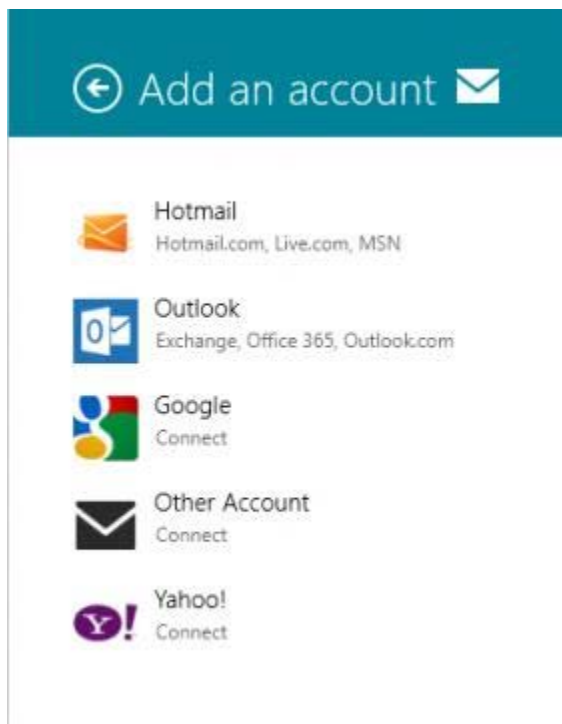 Add an account
Hotmail
Hotmail.com, Live.com, MSN
Outlook
Exchange, Office 365, Outlook.com
Google
Connect
Other Account
Connect
Yahoo!
Connect